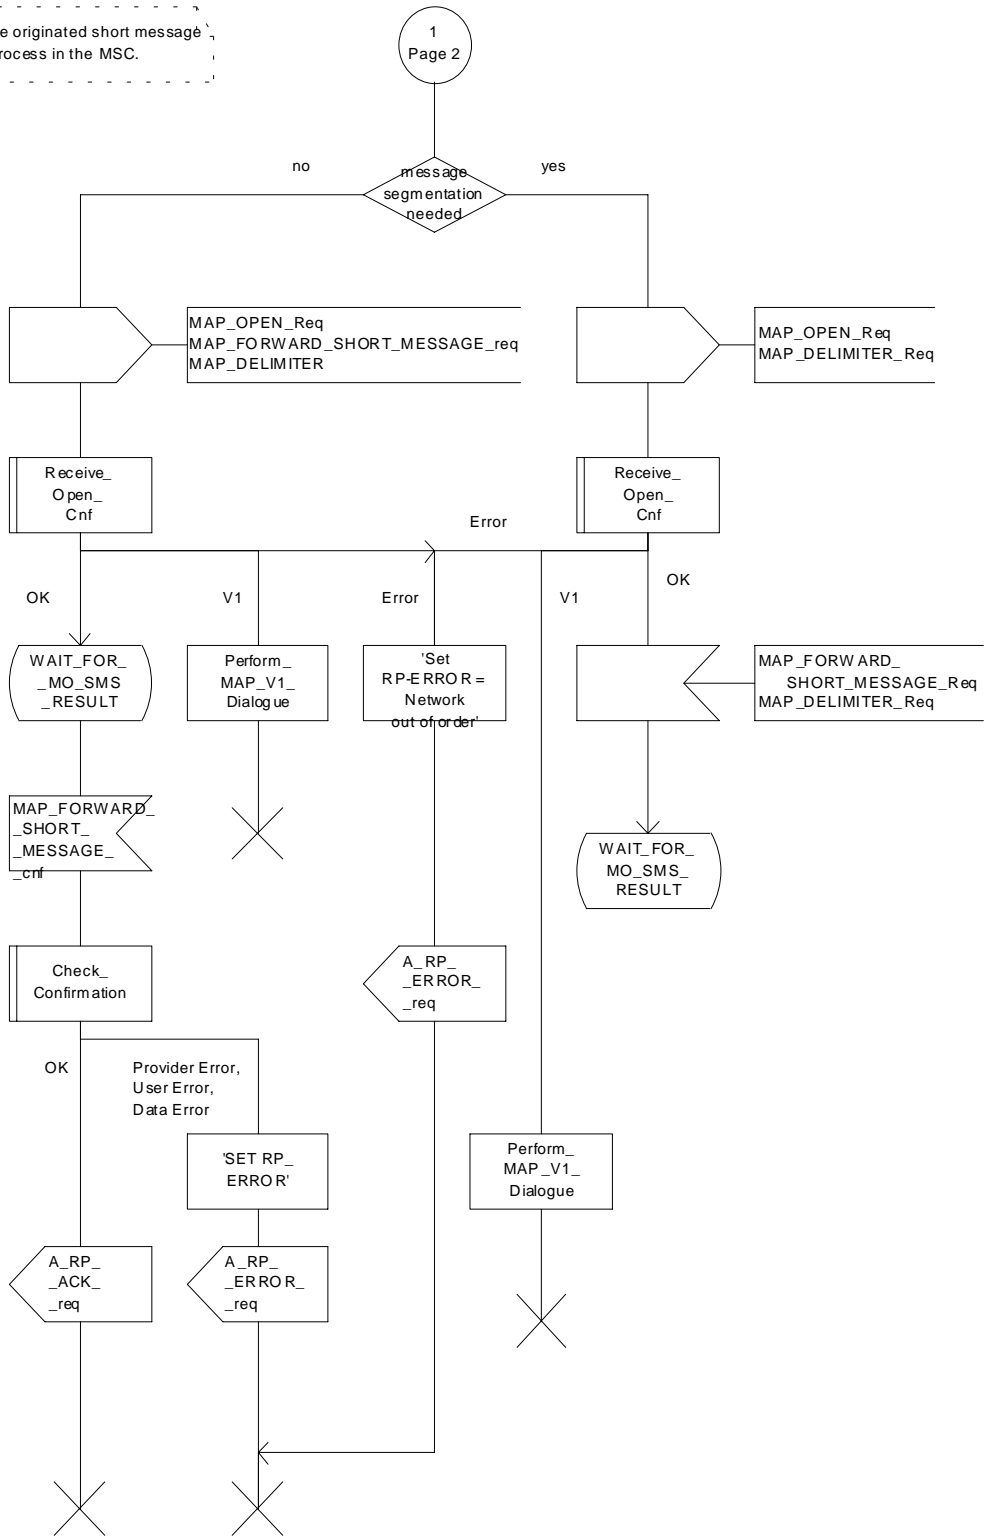 e originated short message
rocess in the MSC.
1
Page 2
no
yes
message
segmentation
needed
MAP_OPEN_Req
MAP_FORWARD_SHORT_MESSAGE_req
MAP_DELIMITER
MAP_OPEN_Req
MAP_DELIMITER_Req
Receive_
Open_
Cnf
Receive_
Open_
Cnf
Error
OK
V1
Error
V1
OK
WAIT_FOR_
_MO_SMS
_RESULT
Perform_
MAP_V1_
Dialogue
'Set
RP-ERROR =
Network
out of order'
MAP_FORWARD_
SHORT_MESSAGE_Req
MAP_DELIMITER_Req
MAP_FORWARD_
_SHORT_
_MESSAGE_
_cnf
WAIT_FOR_
MO_SMS_
RESULT
Check_
Confirmation
A_RP_
_ERROR_
_req
OK
Provider Error,
User Error,
Data Error
'SET RP_
ERROR'
Perform_
MAP_V1_
Dialogue
A_RP_
_ACK_
_req
A_RP_
_ERROR_
_req